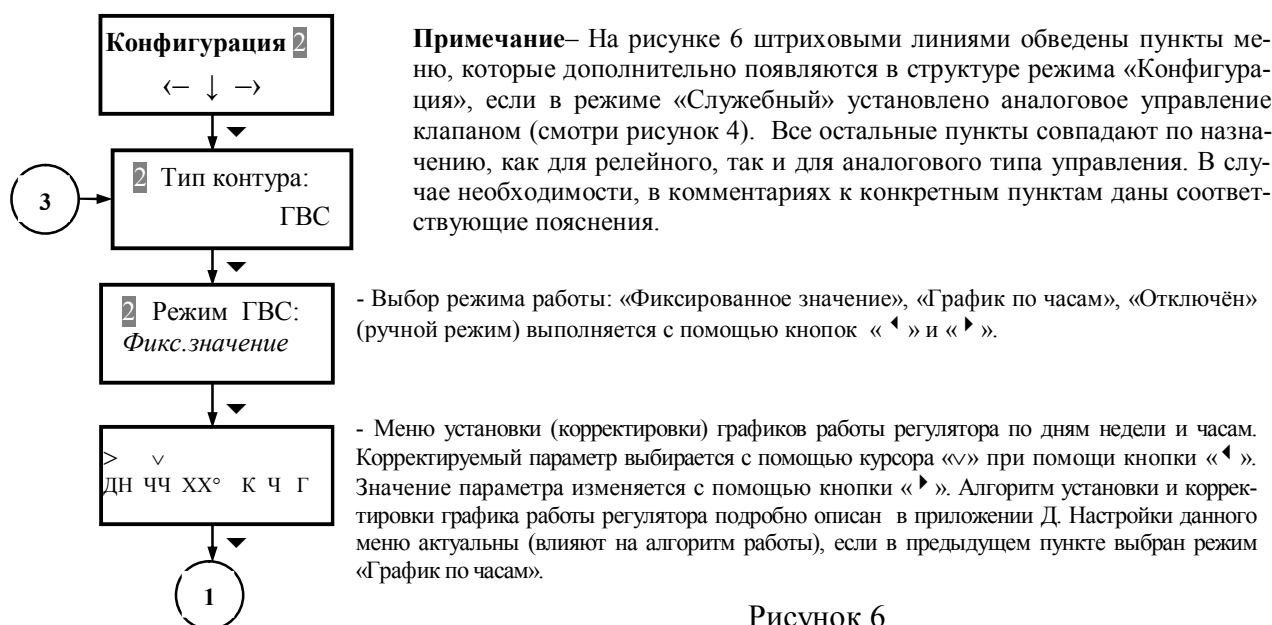 Конфигурация 2
‹– ↓ –›
Примечание– На рисунке 6 штриховыми линиями обведены пункты ме-
ню, которые дополнительно появляются в структуре режима «Конфигура-
ция», если в режиме «Служебный» установлено аналоговое управление
клапаном (смотри рисунок 4). Все остальные пункты совпадают по назна-
чению, как для релейного, так и для аналогового типа управления. В слу-
чае необходимости, в комментариях к конкретным пунктам даны соответ-
ствующие пояснения.
3
2 Тип контура:
ГВС
2 Режим ГВС:
Фикс.значение
- Выбор режима работы: «Фиксированное значение», «График по часам», «Отключён»
(ручной режим) выполняется с помощью кнопок «🞀» и «🞂».
> ˅
ДН ЧЧ ХХ° К Ч Г
- Меню установки (корректировки) графиков работы регулятора по дням недели и часам.
Корректируемый параметр выбирается с помощью курсора «˅» при помощи кнопки «🞀».
Значение параметра изменяется с помощью кнопки «🞂». Алгоритм установки и коррек-
тировки графика работы регулятора подробно описан в приложении Д. Настройки данного
меню актуальны (влияют на алгоритм работы), если в предыдущем пункте выбран режим
«График по часам».
1
Рисунок 6